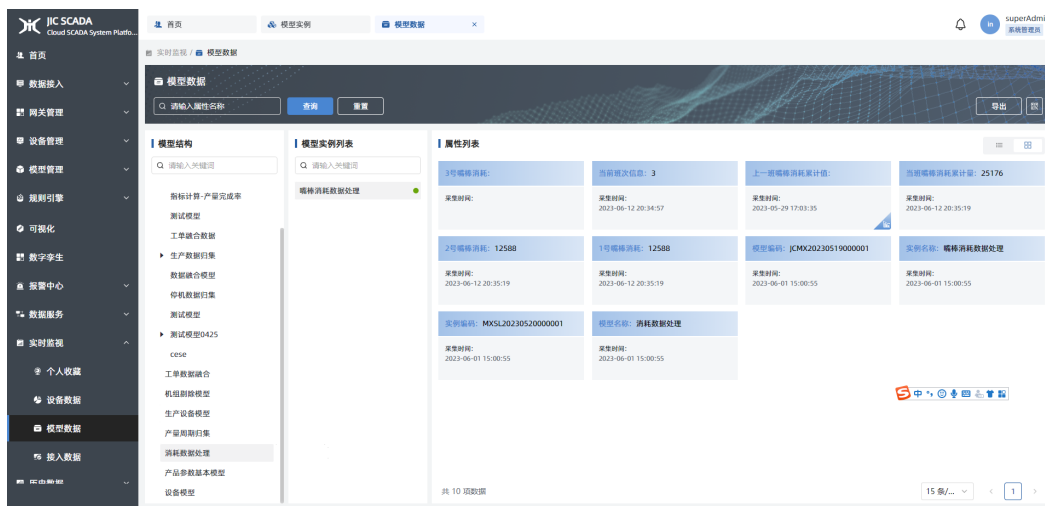 JIC SCADA
Cloud SCADA System Platfo...
首页
数据接入
网关管理
设备管理
模型管理
规则引擎
可视化
数字孪生
报警中心
数据服务
实时监视
个人收藏
设备数据
模型数据
接入数据
历史数据
首页
模型实例
模型数据 ×
superAdmi
系统管理员
实时监视 / 模型数据
模型数据
请输入属性名称
查询
重置
导出
模型结构
请输入关键词
指标计算-产量完成率
测试模型
工单融合数据
生产数据归集
数据融合模型
停机数据归集
测试模型
测试模型0425
cese
工单数据融合
机组剔除模型
生产设备模型
产量周期归集
消耗数据处理
产品参数基本模型
设备模型
模型实例列表
请输入关键词
嘴棒消耗数据处理
属性列表
3号嘴棒消耗:
采集时间:
当前班次信息: 3
采集时间:
2023-06-12 20:34:57
上一班嘴棒消耗累计值:
采集时间:
2023-05-29 17:03:35
当班嘴棒消耗累计量: 25176
采集时间:
2023-06-12 20:35:19
2号嘴棒消耗: 12588
采集时间:
2023-06-12 20:35:19
1号嘴棒消耗: 12588
采集时间:
2023-06-12 20:35:19
模型编码: JCMX20230519000001
采集时间:
2023-06-01 15:00:55
实例名称: 嘴棒消耗数据处理
采集时间:
2023-06-01 15:00:55
实例编码: MXSL20230520000001
采集时间:
2023-06-01 15:00:55
模型名称: 消耗数据处理
采集时间:
2023-06-01 15:00:55
中
共 10 项数据
15 条/...
1